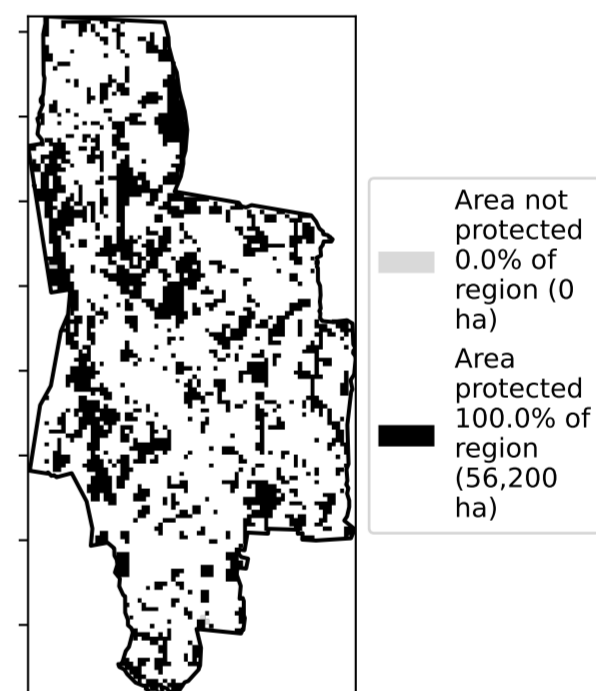 Area not
protected
0.0% of
region (0
ha)
Area
protected
100.0% of
region
(56,200
ha)